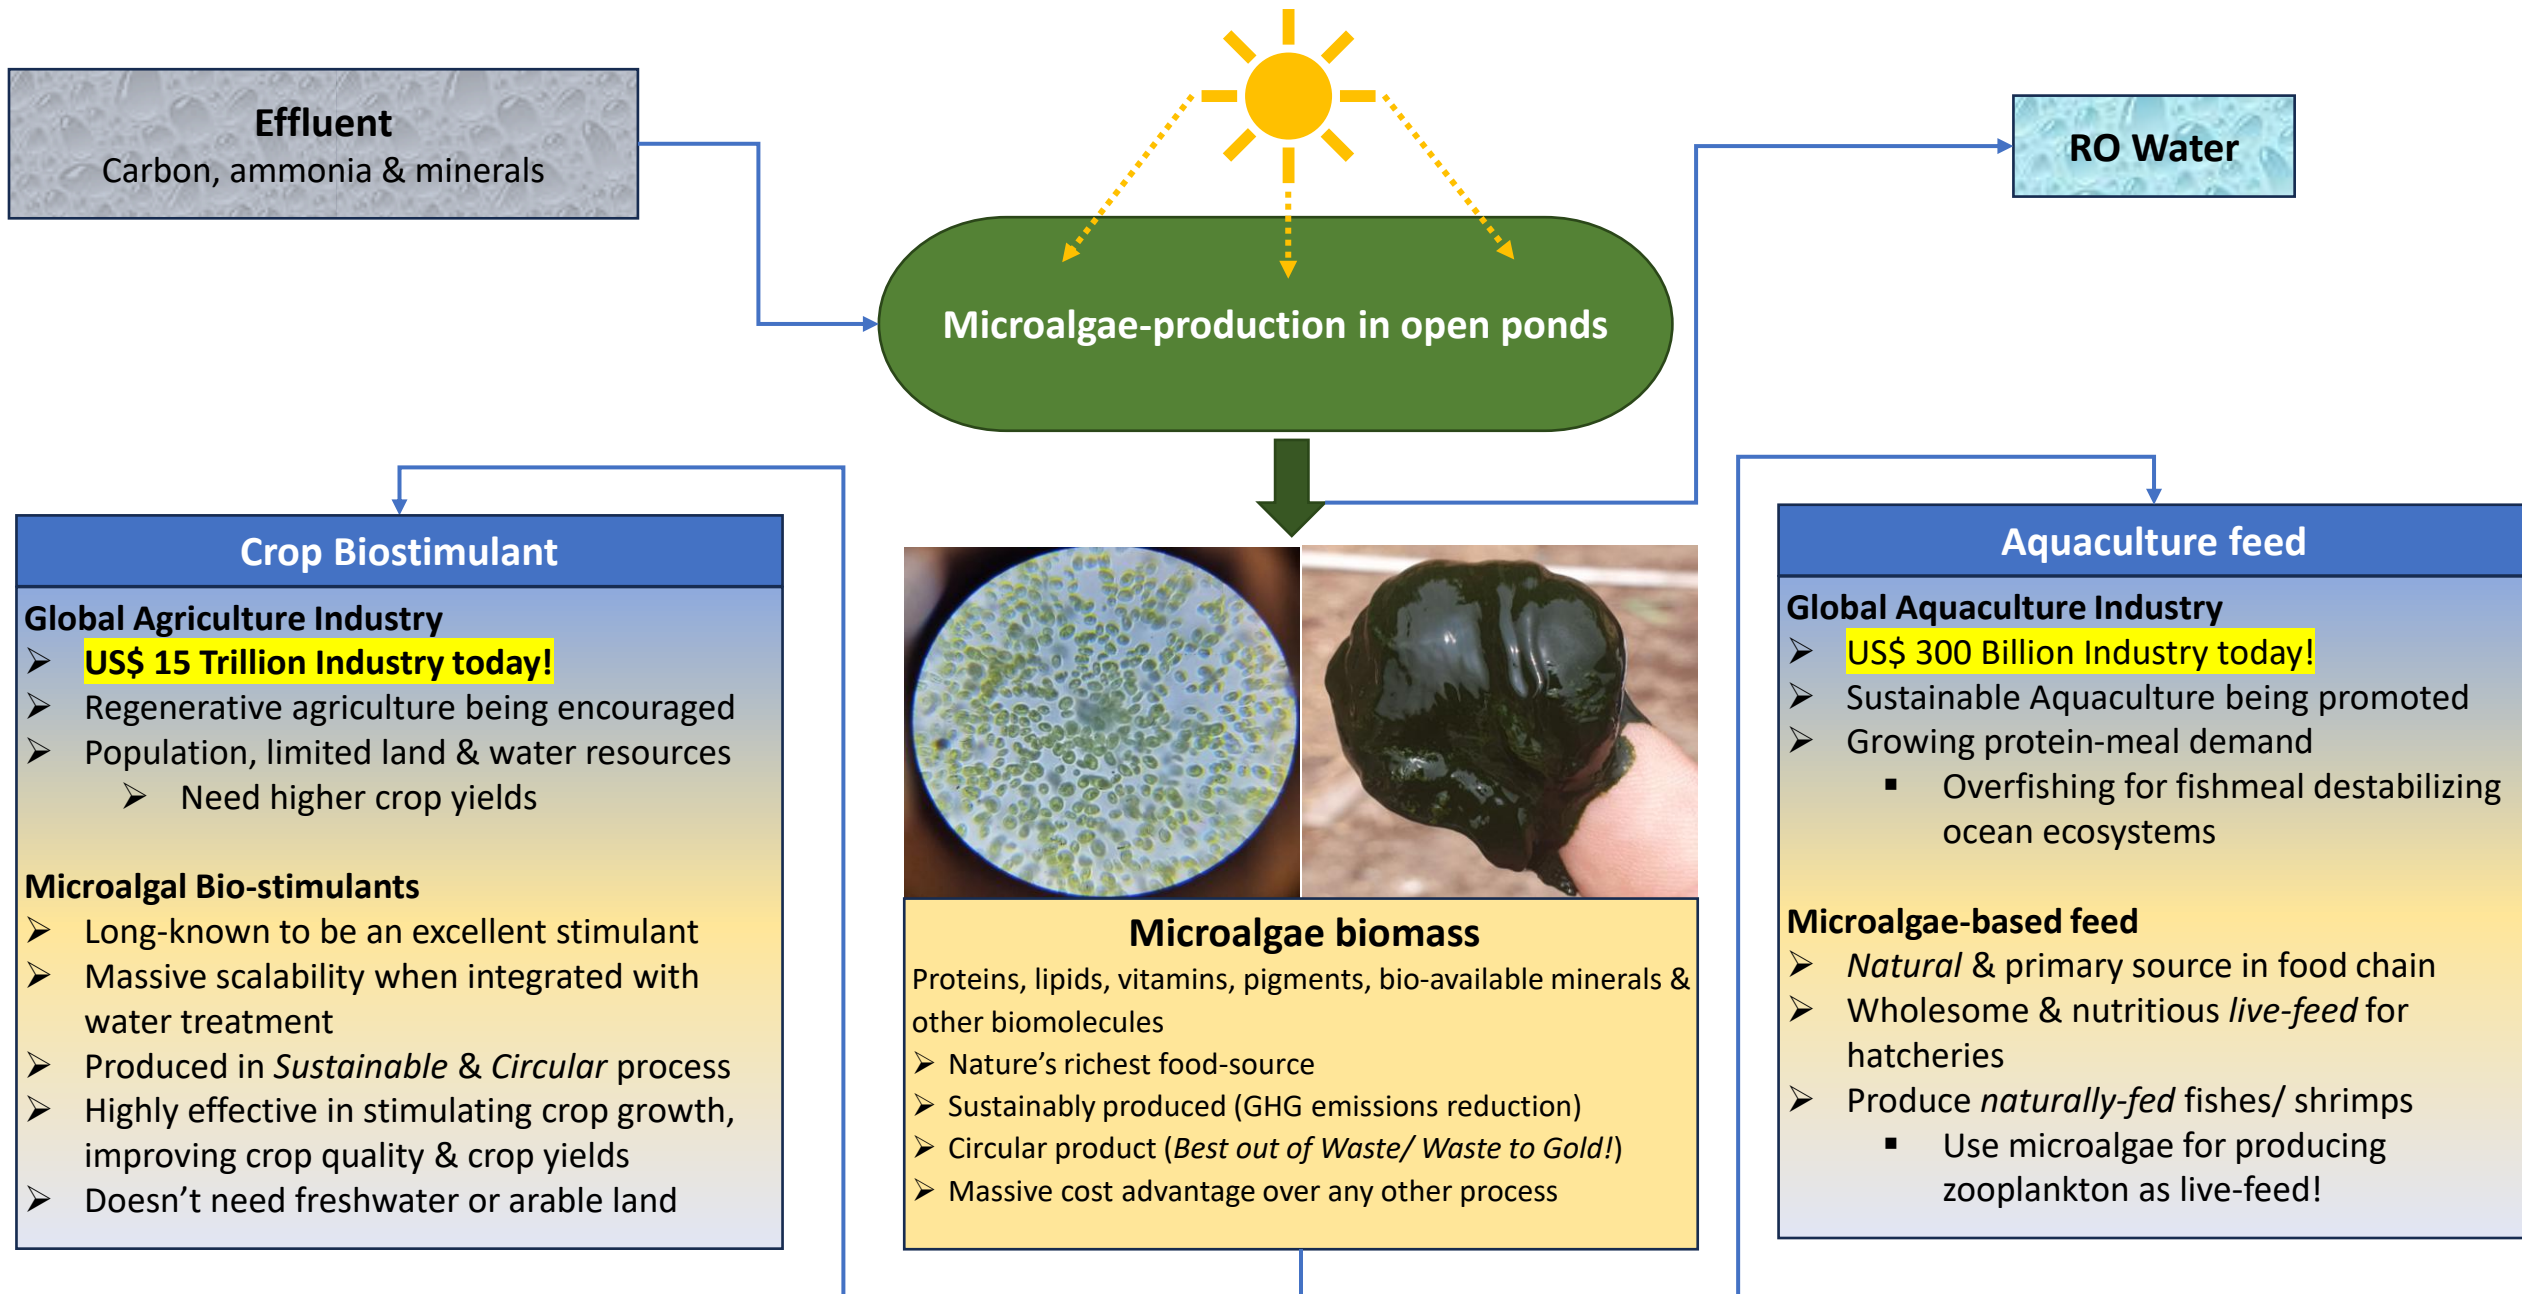 Effluent
Carbon, ammonia & minerals
RO Water
Microalgae-production in open ponds
Crop Biostimulant
Global Agriculture Industry
➢ US$ 15 Trillion Industry today!
➢ Regenerative agriculture being encouraged
➢ Population, limited land & water resources
➢ Need higher crop yields
Microalgal Bio-stimulants
➢ Long-known to be an excellent stimulant
➢ Massive scalability when integrated with
water treatment
➢ Produced in Sustainable & Circular process
➢ Highly effective in stimulating crop growth,
improving crop quality & crop yields
➢ Doesn’t need freshwater or arable land
Microalgae biomass
Proteins, lipids, vitamins, pigments, bio-available minerals &
other biomolecules
➢ Nature’s richest food-source
➢ Sustainably produced (GHG emissions reduction)
➢ Circular product (Best out of Waste/ Waste to Gold!)
➢ Massive cost advantage over any other process
Aquaculture feed
Global Aquaculture Industry
➢ US$ 300 Billion Industry today!
➢ Sustainable Aquaculture being promoted
➢ Growing protein-meal demand
▪ Overfishing for fishmeal destabilizing
ocean ecosystems
Microalgae-based feed
➢ Natural & primary source in food chain
➢ Wholesome & nutritious live-feed for
hatcheries
➢ Produce naturally-fed fishes/ shrimps
▪ Use microalgae for producing
zooplankton as live-feed!